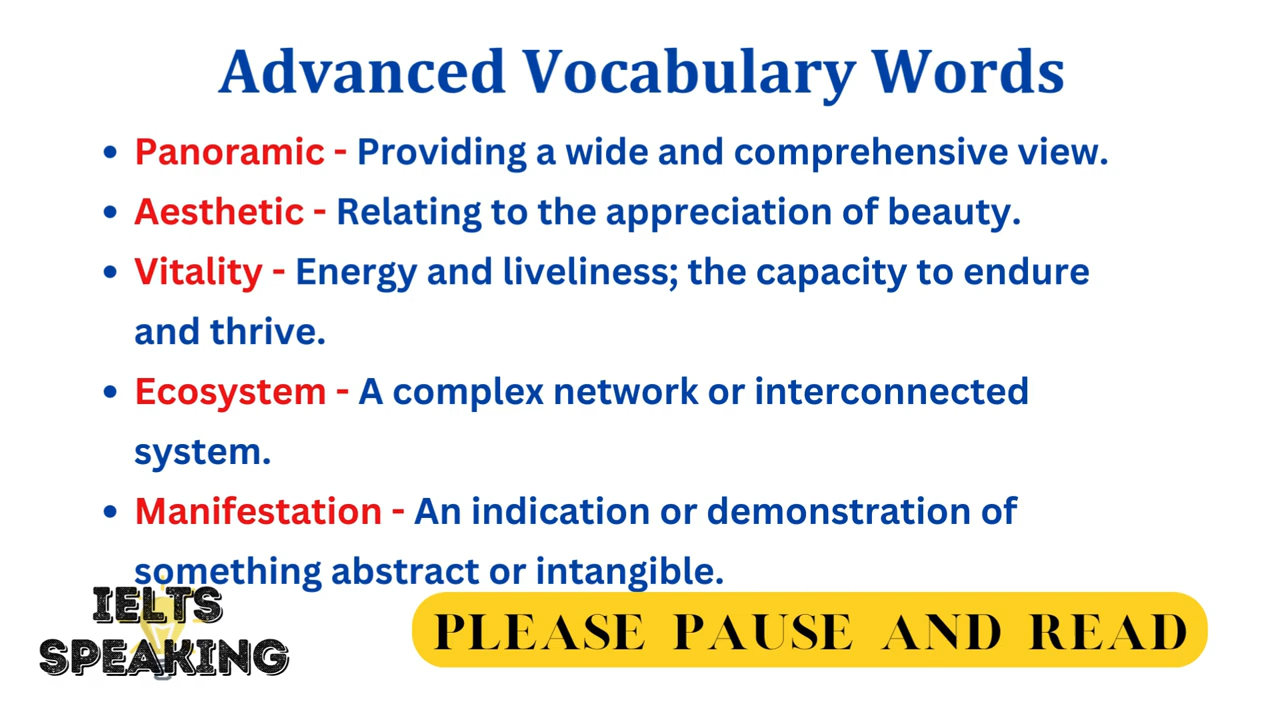 Advanced Vocabulary Words
• Panoramic - Providing a wide and comprehensive view.
• Aesthetic - Relating to the appreciation of beauty.
• Vitality - Energy and liveliness; the capacity to endure
and thrive.
• Ecosystem - A complex network or interconnected
system.
• Manifestation - An indication or demonstration of
something abstract or intangible.
IELTS
SPEAKING
PLEASE PAUSE AND READ